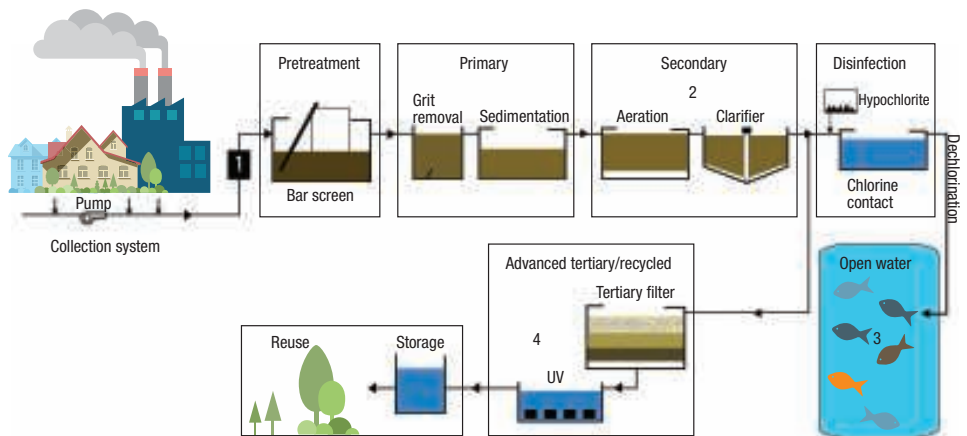 Pretreatment
Bar screen
Primary
Grit
removal
Sedimentation
Secondary
2
Aeration
Clarifier
Disinfection
Hypochlorite
Chlorine
contact
Dechlorination
1
Pump
Collection system
Advanced tertiary/recycled
Tertiary filter
4
UV
Open water
3
Reuse
Storage